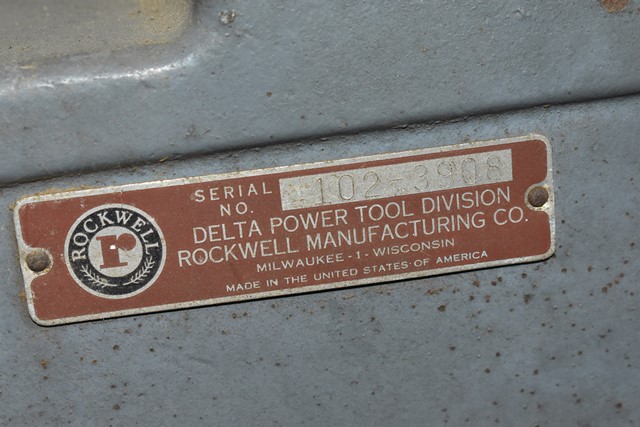 ROCKWELL
r
SERIAL NO. 102-3908
DELTA POWER TOOL DIVISION
ROCKWELL MANUFACTURING CO.
MILWAUKEE - 1 - WISCONSIN
MADE IN THE UNITED STATES OF AMERICA